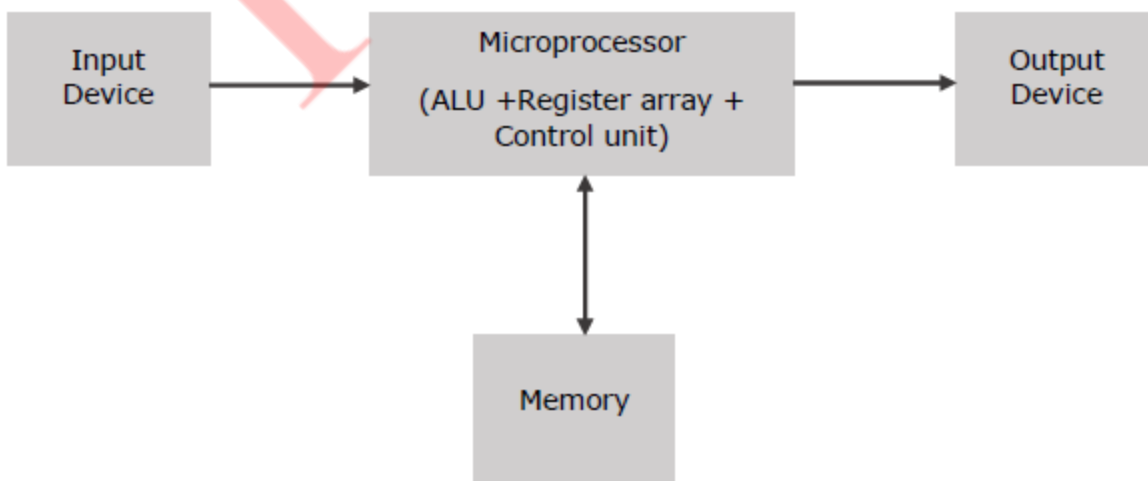 Input
Device
Microprocessor
(ALU +Register array +
Control unit)
Output
Device
Memory